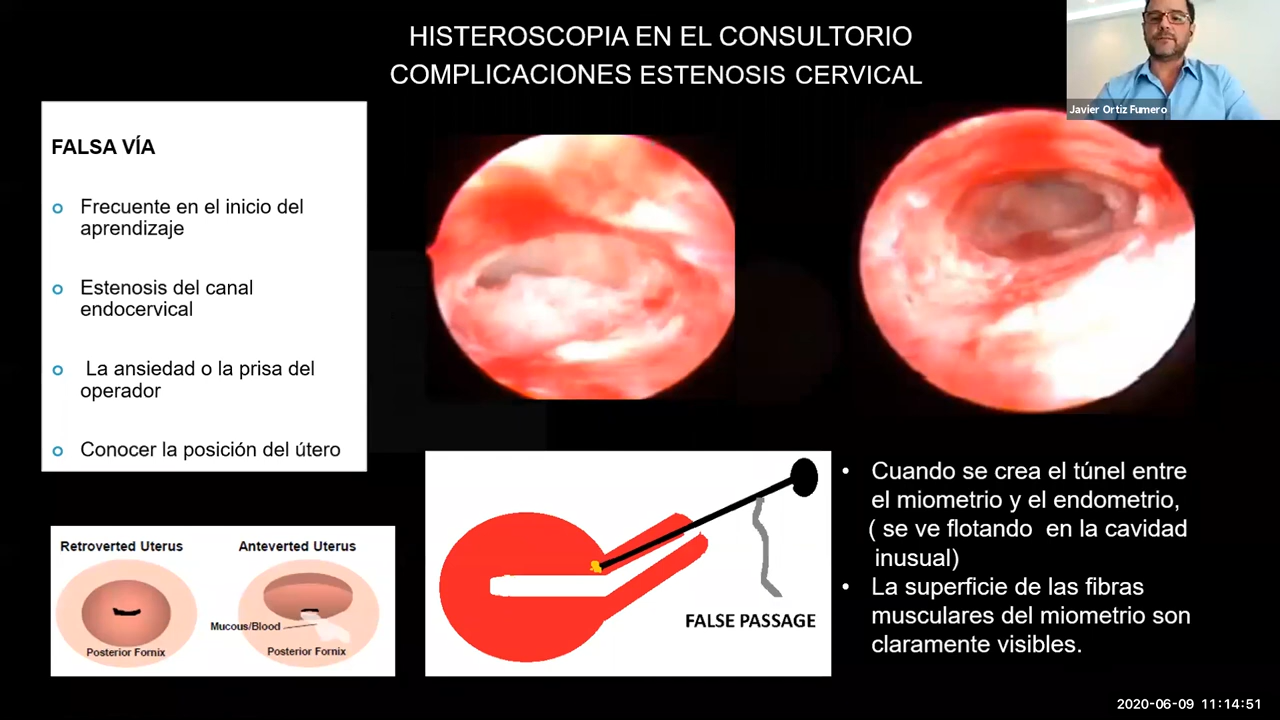 HISTEROSCOPIA EN EL CONSULTORIO
COMPLICACIONES ESTENOSIS CERVICAL
Javier Ortiz Fumero
FALSA VÍA
Frecuente en el inicio del
aprendizaje
Estenosis del canal
endocervical
La ansiedad o la prisa del
operador
Conocer la posición del útero
Retroverted Uterus
Anteverted Uterus
Mucous/Blood
Posterior Fornix
Posterior Fornix
FALSE PASSAGE
• Cuando se crea el túnel entre
el miometrio y el endometrio,
( se ve flotando en la cavidad
inusual)
• La superficie de las fibras
musculares del miometrio son
claramente visibles.
2020-06-09 11:14:51